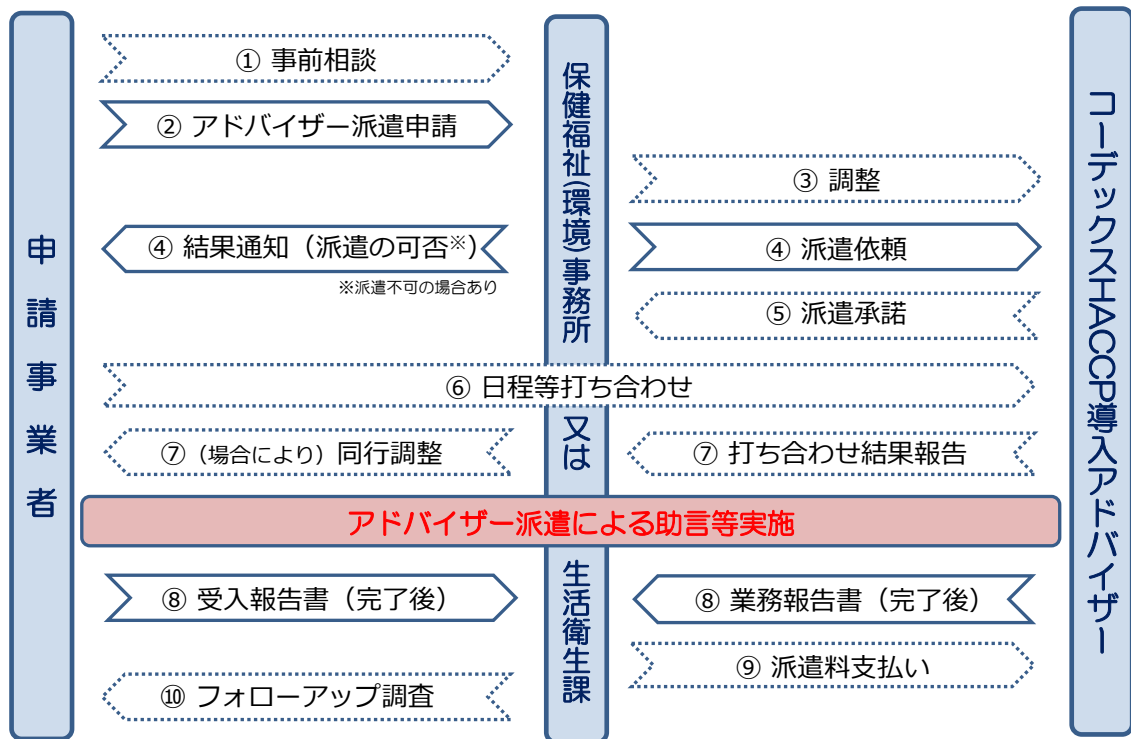 申請事業者
保健福祉(環境)事務所 又は 生活衛生課
コーデックスHACCP導入アドバイザー
① 事前相談
② アドバイザー派遣申請
③ 調整
④ 結果通知（派遣の可否※）
※派遣不可の場合あり
④ 派遣依頼
⑤ 派遣承諾
⑥ 日程等打ち合わせ
⑦（場合により）同行調整
⑦ 打ち合わせ結果報告
アドバイザー派遣による助言等実施
⑧ 受入報告書（完了後）
⑧ 業務報告書（完了後）
⑨ 派遣料支払い
⑩ フォローアップ調査